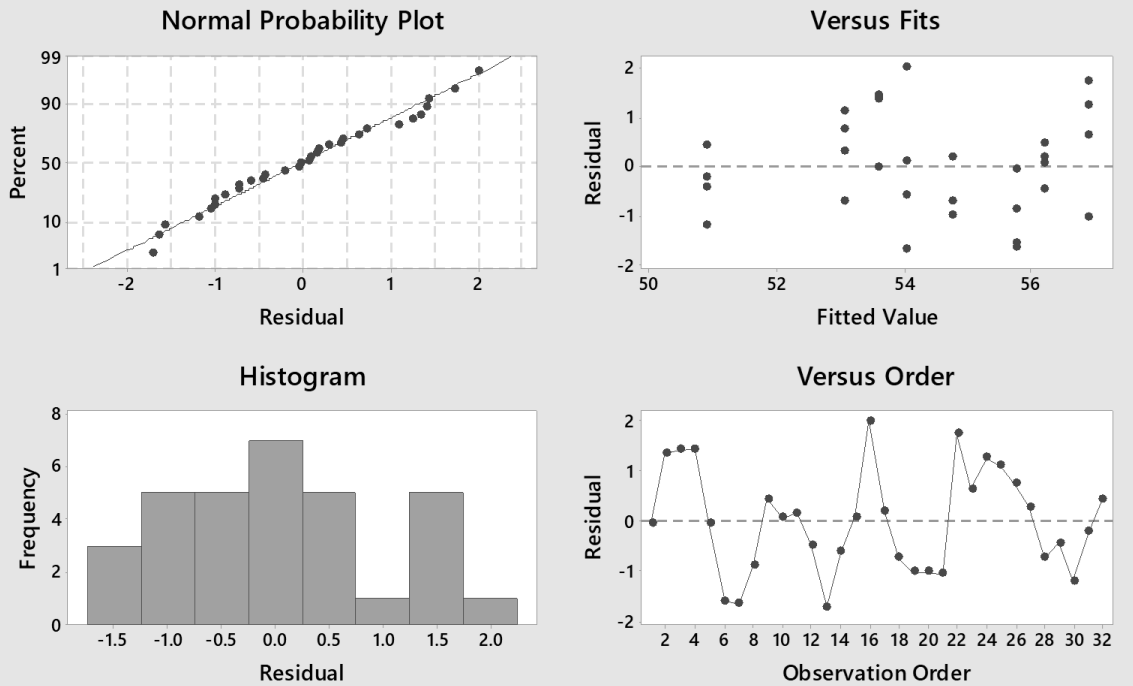 Normal Probability Plot
99
90
50
10
1
Percent
-2 -1 0 1 2
Residual
Versus Fits
2
1
0
-1
-2
Residual
50 52 54 56
Fitted Value
Histogram
8
6
4
2
0
Frequency
-1.5 -1.0 -0.5 0.0 0.5 1.0 1.5 2.0
Residual
Versus Order
2
1
0
-1
-2
Residual
2 4 6 8 10 12 14 16 18 20 22 24 26 28 30 32
Observation Order